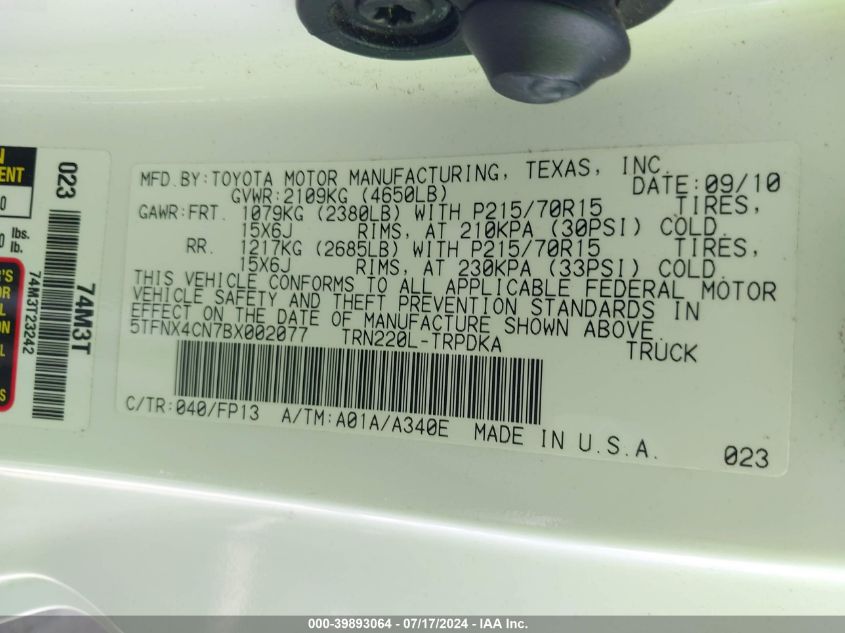 MFD.BY:TOYOTA MOTOR MANUFACTURING, TEXAS, INC.
GVWR:2109KG (4650LB) DATE:09/10
GAWR:FRT. 1079KG (2380LB) WITH P215/70R15 TIRES,
15X6J RIMS, AT 210KPA (30PSI) COLD.
RR. 1217KG (2685LB) WITH P215/70R15 TIRES,
15X6J RIMS, AT 230KPA (33PSI) COLD.
THIS VEHICLE CONFORMS TO ALL APPLICABLE FEDERAL MOTOR
VEHICLE SAFETY AND THEFT PREVENTION STANDARDS IN
EFFECT ON THE DATE OF MANUFACTURE SHOWN ABOVE.
5TFNX4CN7BX002077 TRN220L-TRPDKA TRUCK
C/TR:040/FP13 A/TM:A01A/A340E MADE IN U.S.A.
023
023
74M3T
74M3T23242
lbs.
lb.
000-39893064 - 07/17/2024 - IAA Inc.